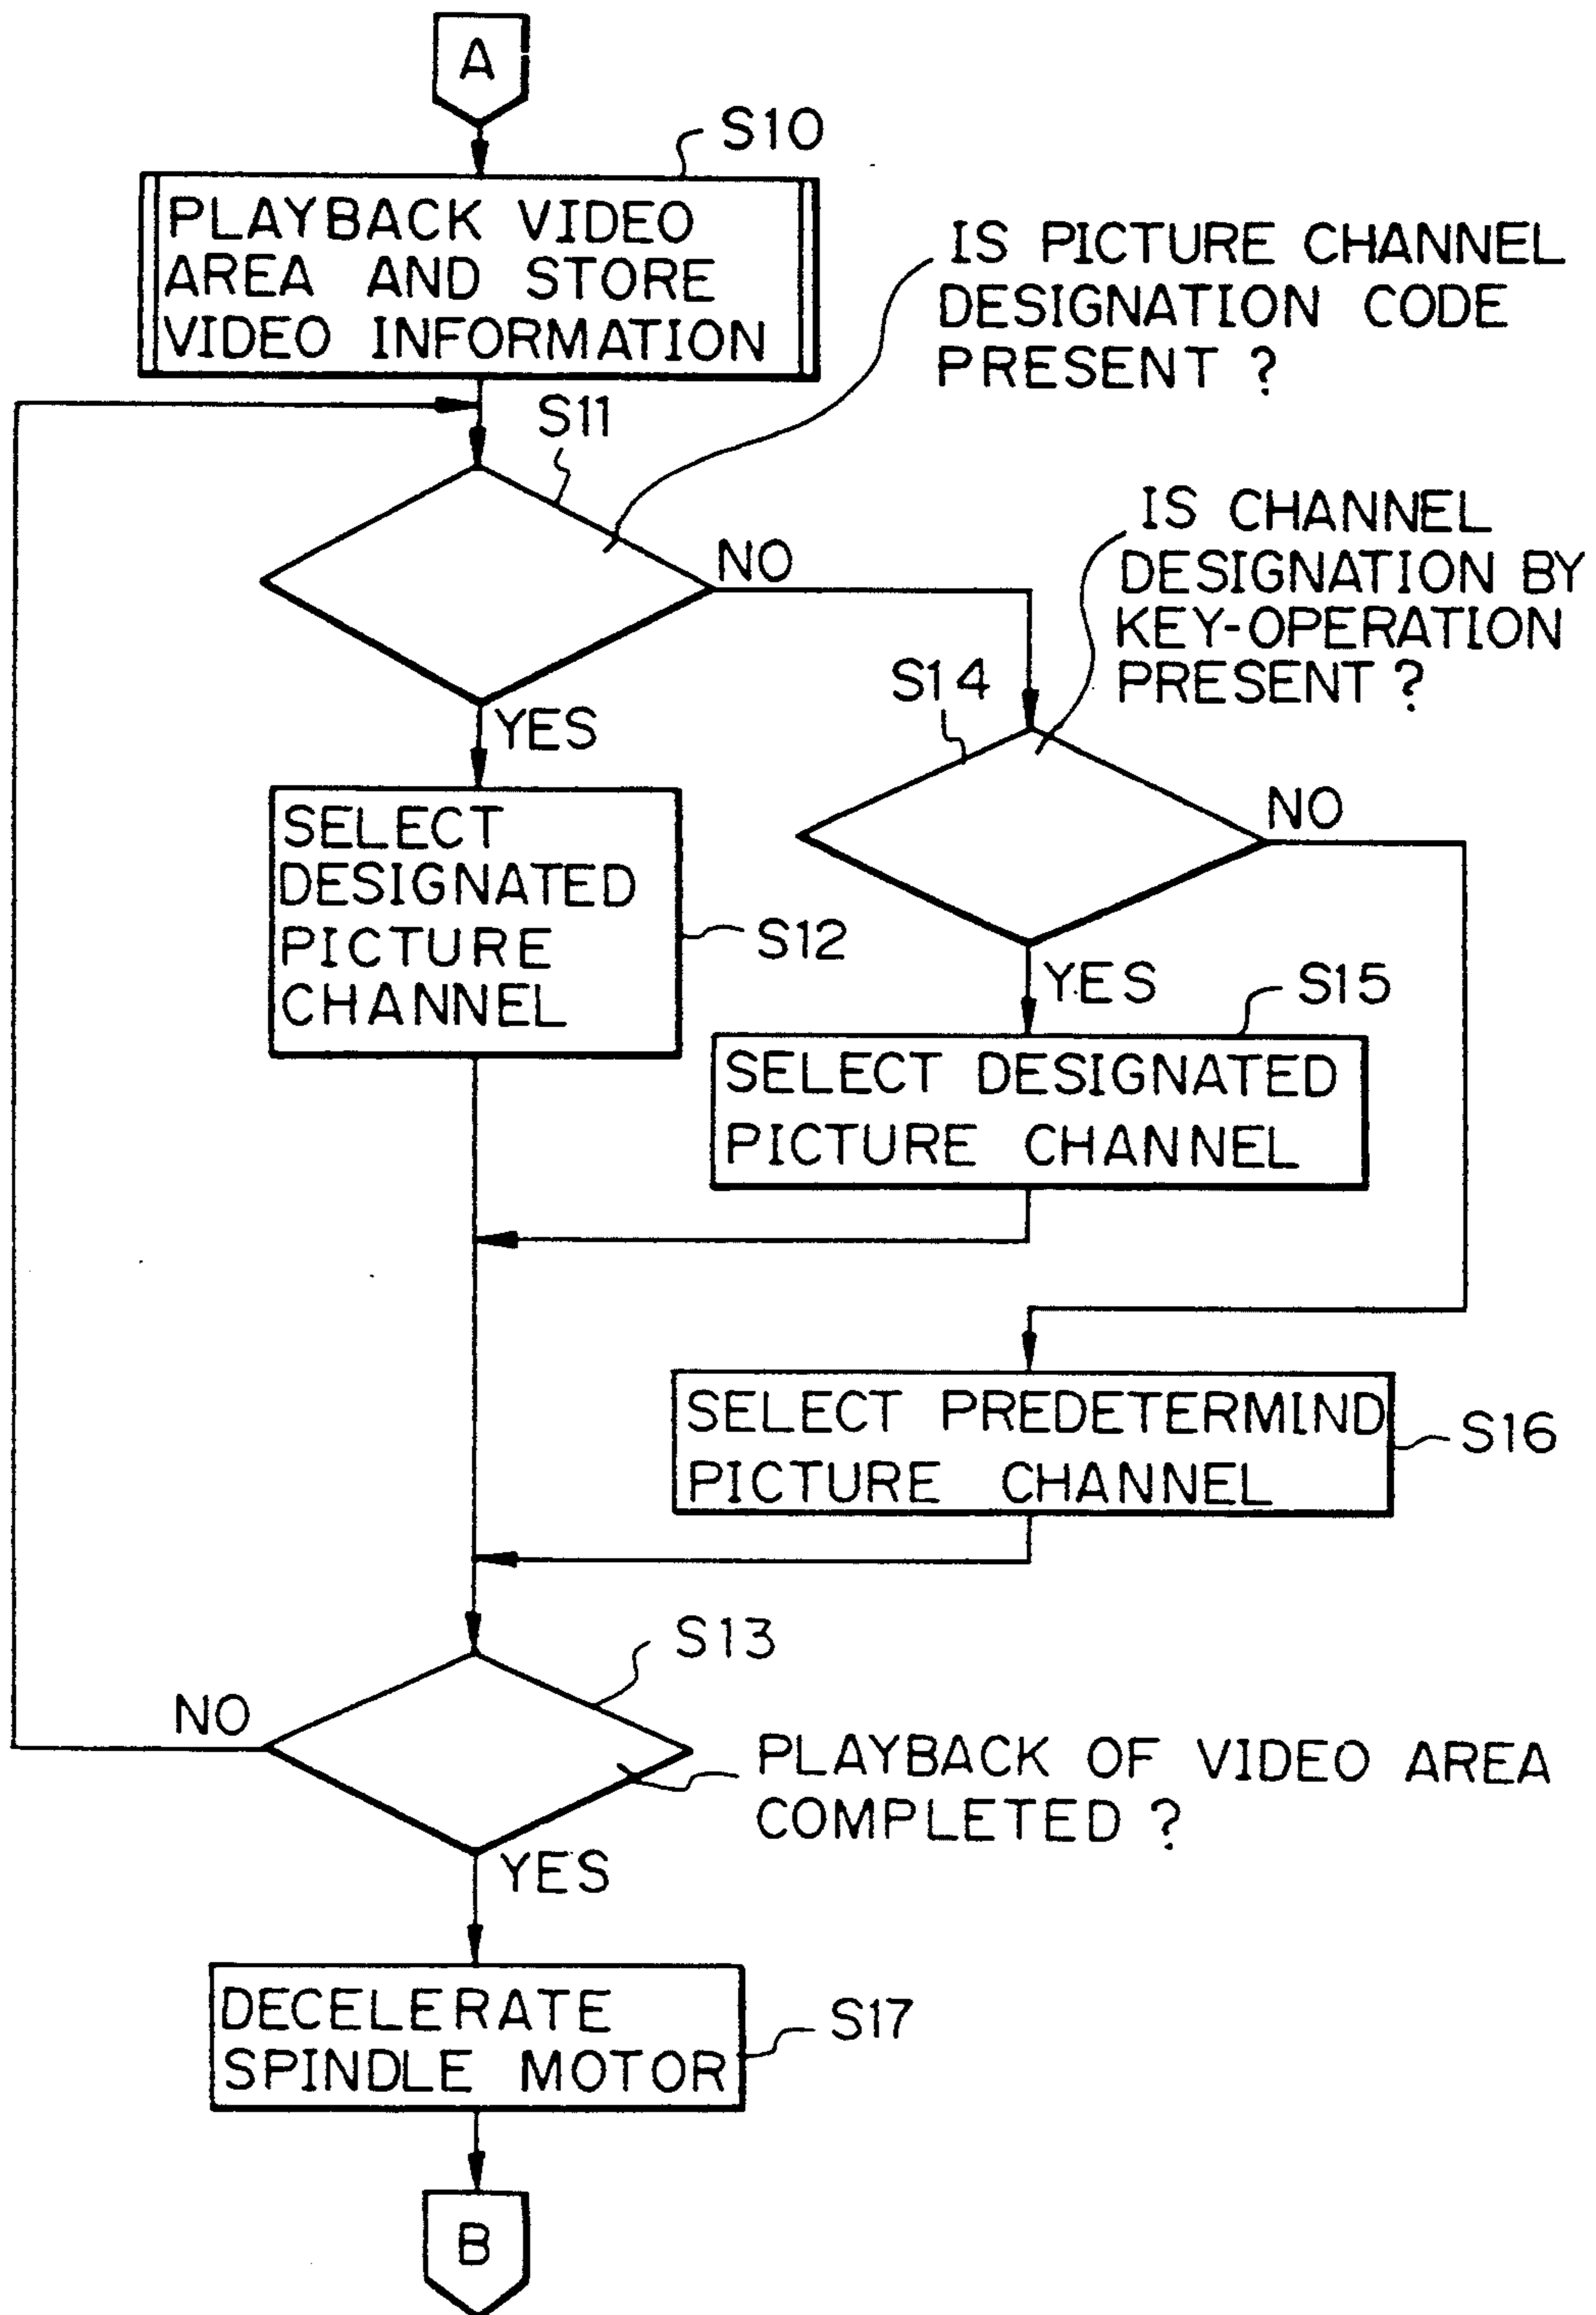 A
S10
PLAYBACK VIDEO
AREA AND STORE
VIDEO INFORMATION
IS PICTURE CHANNEL
DESIGNATION CODE
PRESENT ?
S11
NO
IS CHANNEL
DESIGNATION BY
KEY-OPERATION
PRESENT ?
S14
YES
NO
SELECT
DESIGNATED
PICTURE
CHANNEL
S12
YES
S15
SELECT DESIGNATED
PICTURE CHANNEL
SELECT PREDETERMIND
PICTURE CHANNEL
S16
S13
NO
PLAYBACK OF VIDEO AREA
COMPLETED ?
YES
DECELERATE
SPINDLE MOTOR
S17
B